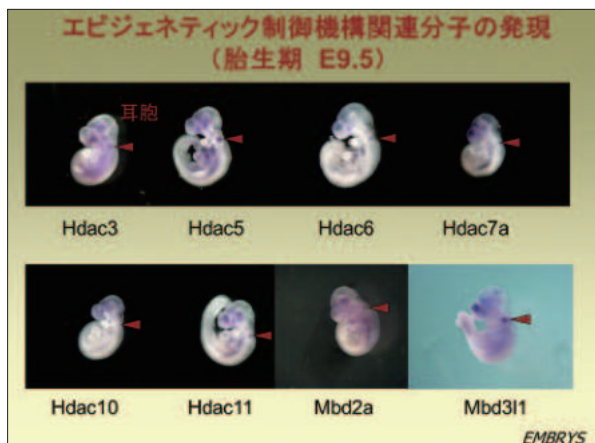 エビジェネティック制御機構関連分子の発現
（胎生期 E9.5）
耳胞
Hdac3 Hdac5 Hdac6 Hdac7a
Hdac10 Hdac11 Mbd2a Mbd3l1
EMBRYS